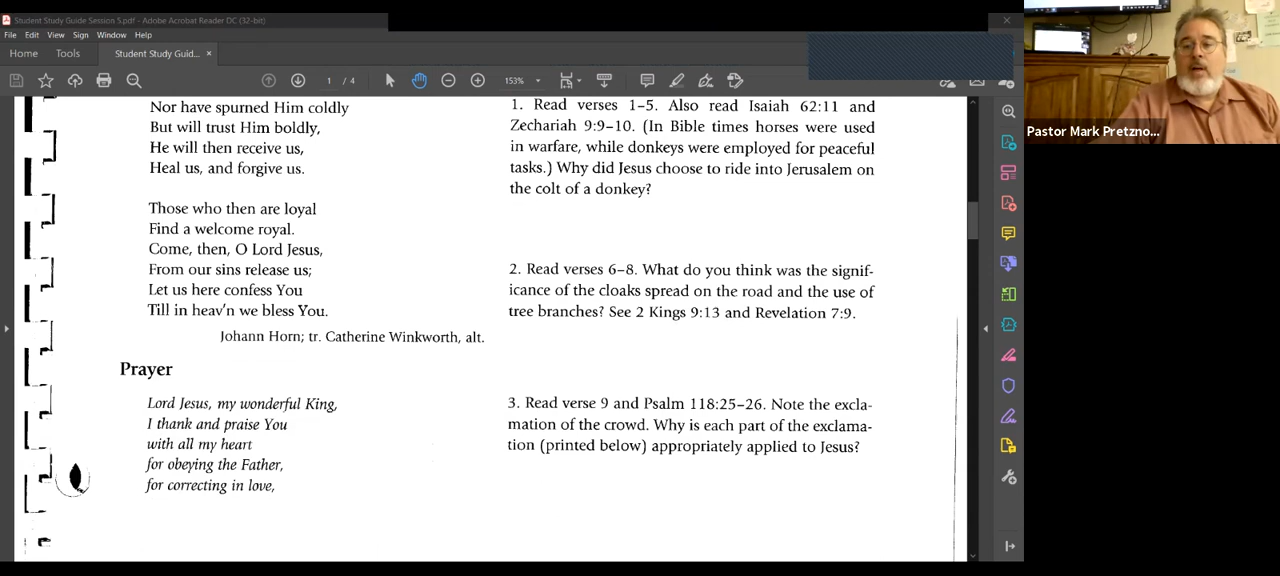 Student Study Guide Session 5.pdf - Adobe Acrobat Reader DC (32-bit)
File Edit View Sign Window Help
Home Tools Student Study Guid... ×
1 / 4 153%
Nor have spurned Him coldly
But will trust Him boldly,
He will then receive us,
Heal us, and forgive us.
Those who then are loyal
Find a welcome royal.
Come, then, O Lord Jesus,
From our sins release us;
Let us here confess You
Till in heav'n we bless You.
Johann Horn; tr. Catherine Winkworth, alt.
Prayer
Lord Jesus, my wonderful King,
I thank and praise You
with all my heart
for obeying the Father,
for correcting in love,
1. Read verses 1–5. Also read Isaiah 62:11 and
Zechariah 9:9–10. (In Bible times horses were used
in warfare, while donkeys were employed for peaceful
tasks.) Why did Jesus choose to ride into Jerusalem on
the colt of a donkey?
2. Read verses 6–8. What do you think was the signif-
icance of the cloaks spread on the road and the use of
tree branches? See 2 Kings 9:13 and Revelation 7:9.
3. Read verse 9 and Psalm 118:25–26. Note the excla-
mation of the crowd. Why is each part of the exclama-
tion (printed below) appropriately applied to Jesus?
Pastor Mark Pretzno...